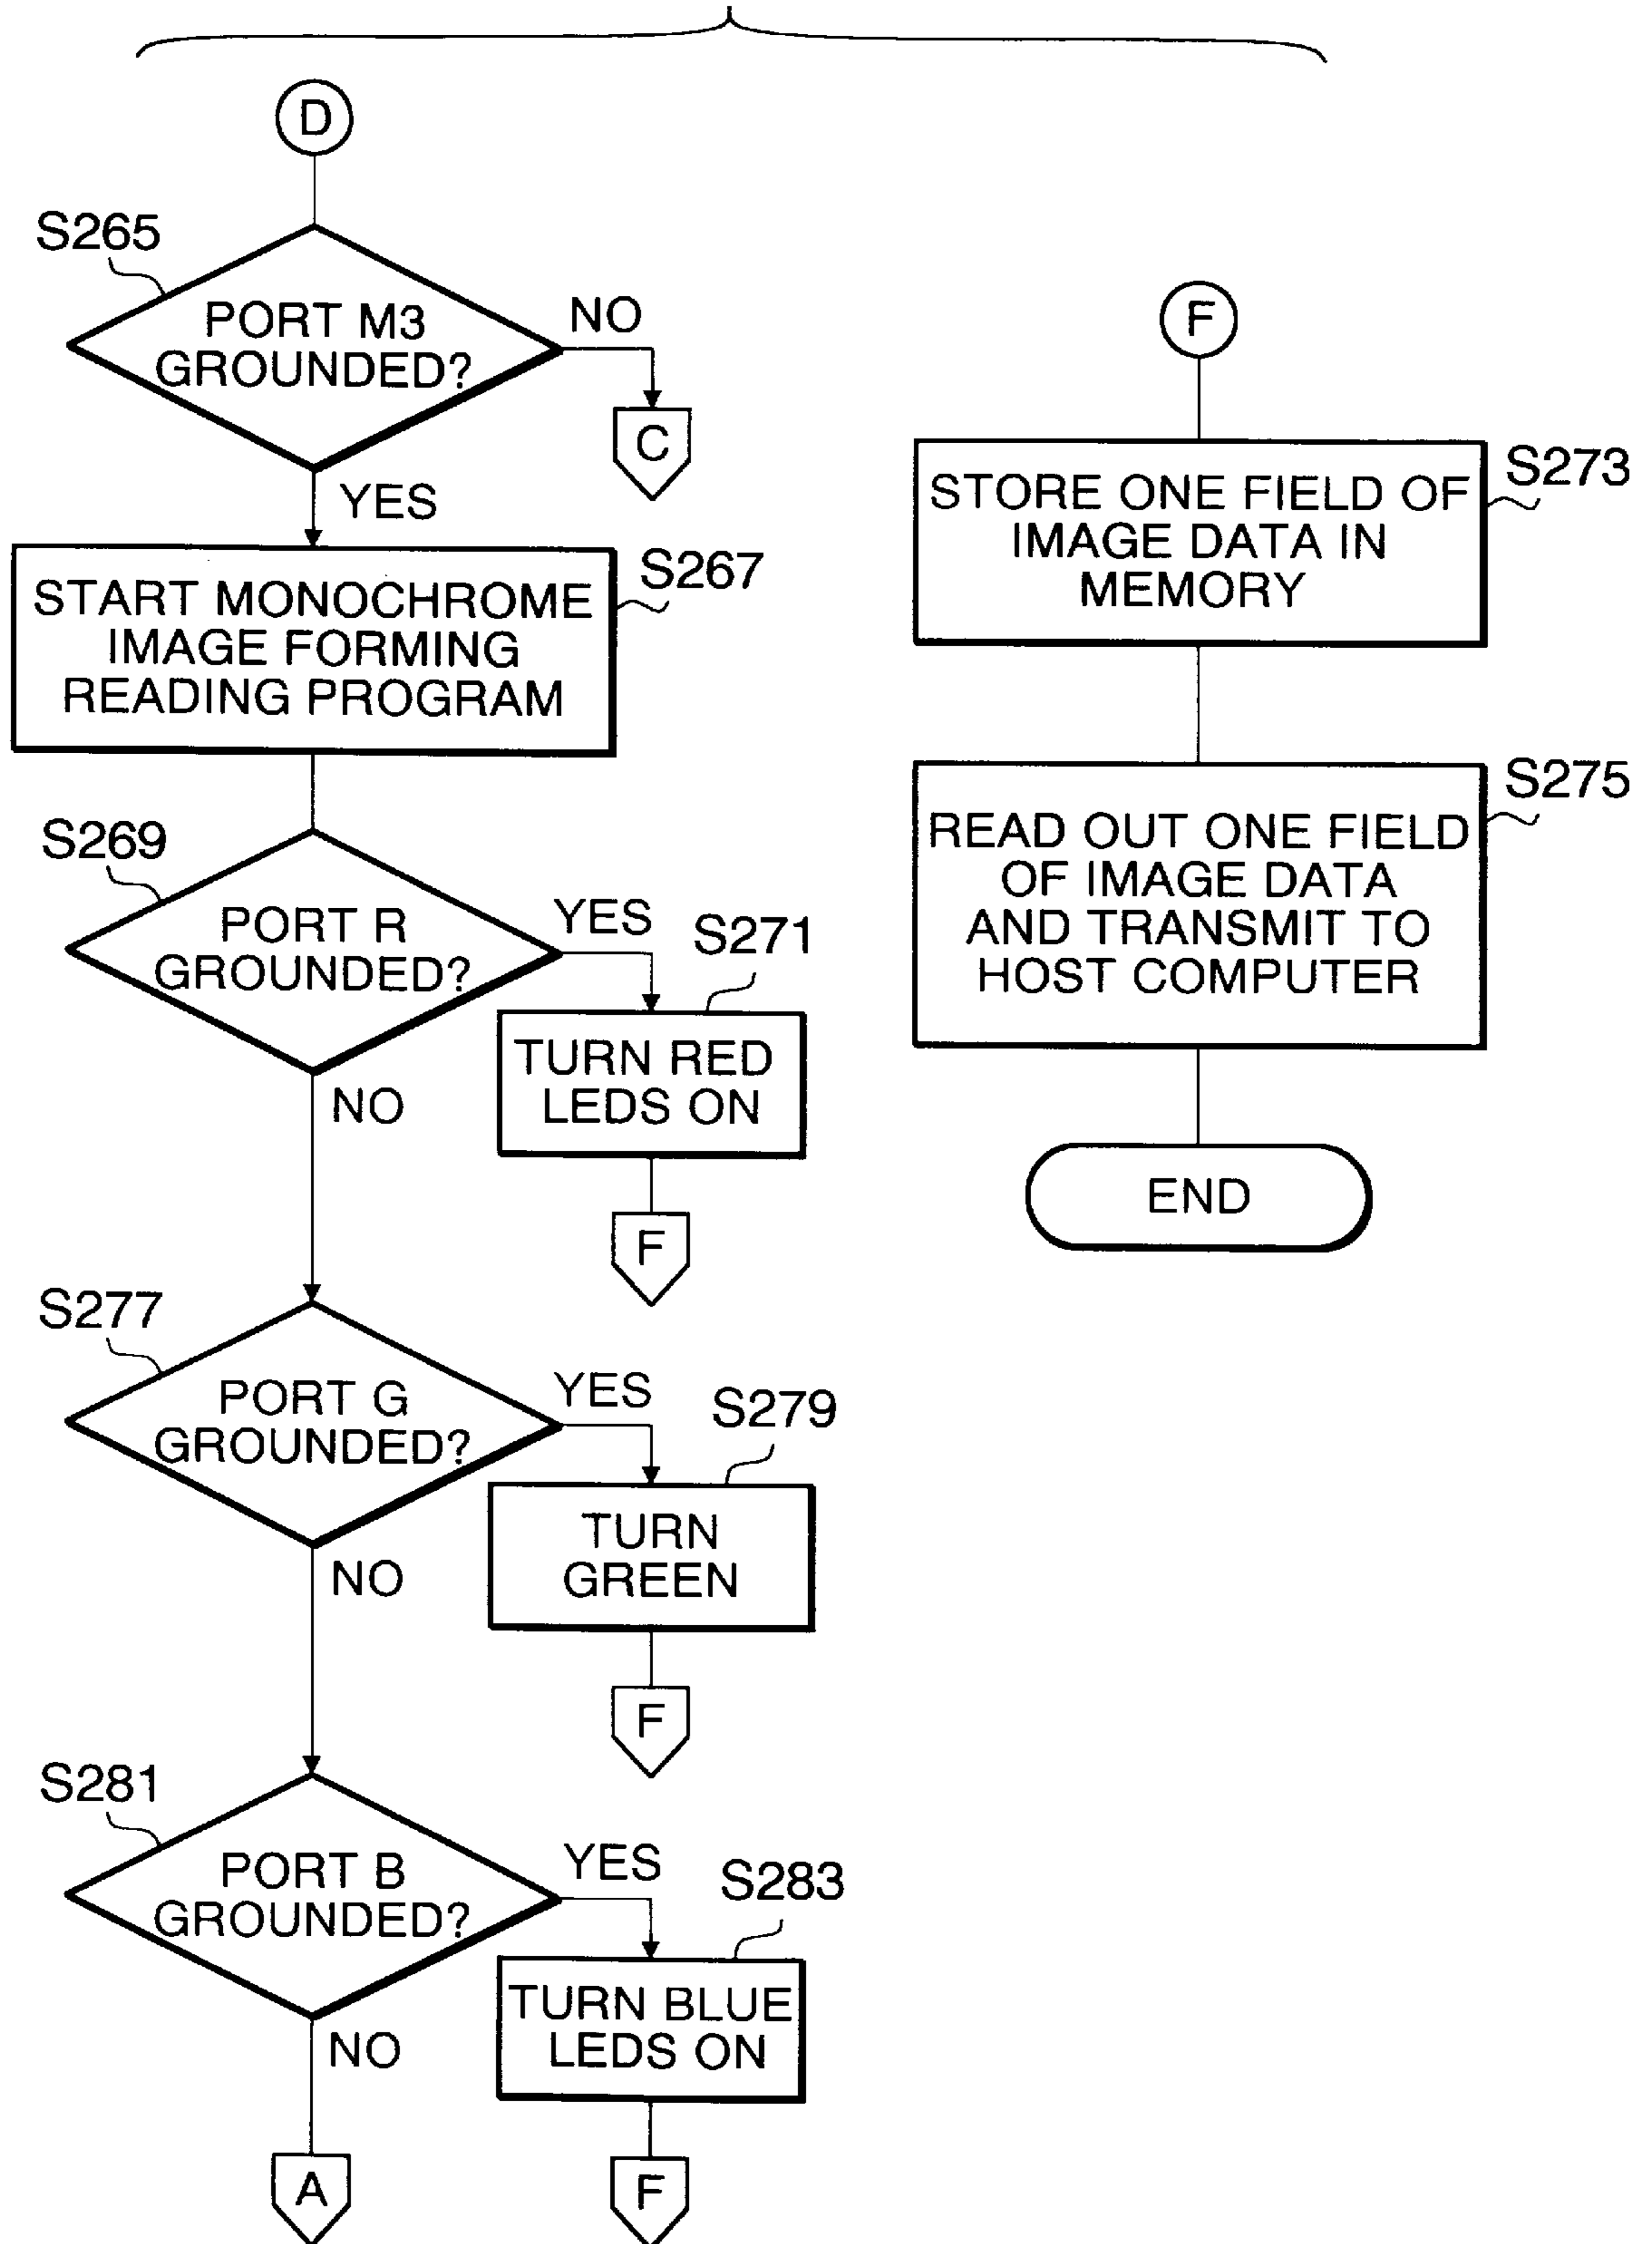 D
S265
PORT M3
GROUNDED?
NO
C
YES
S267
START MONOCHROME
IMAGE FORMING
READING PROGRAM
S269
PORT R
GROUNDED?
YES
S271
TURN RED
LEDS ON
F
NO
S277
PORT G
GROUNDED?
YES
S279
TURN
GREEN
F
NO
S281
PORT B
GROUNDED?
YES
S283
TURN BLUE
LEDS ON
F
NO
A
F
S273
STORE ONE FIELD OF
IMAGE DATA IN
MEMORY
S275
READ OUT ONE FIELD
OF IMAGE DATA
AND TRANSMIT TO
HOST COMPUTER
END